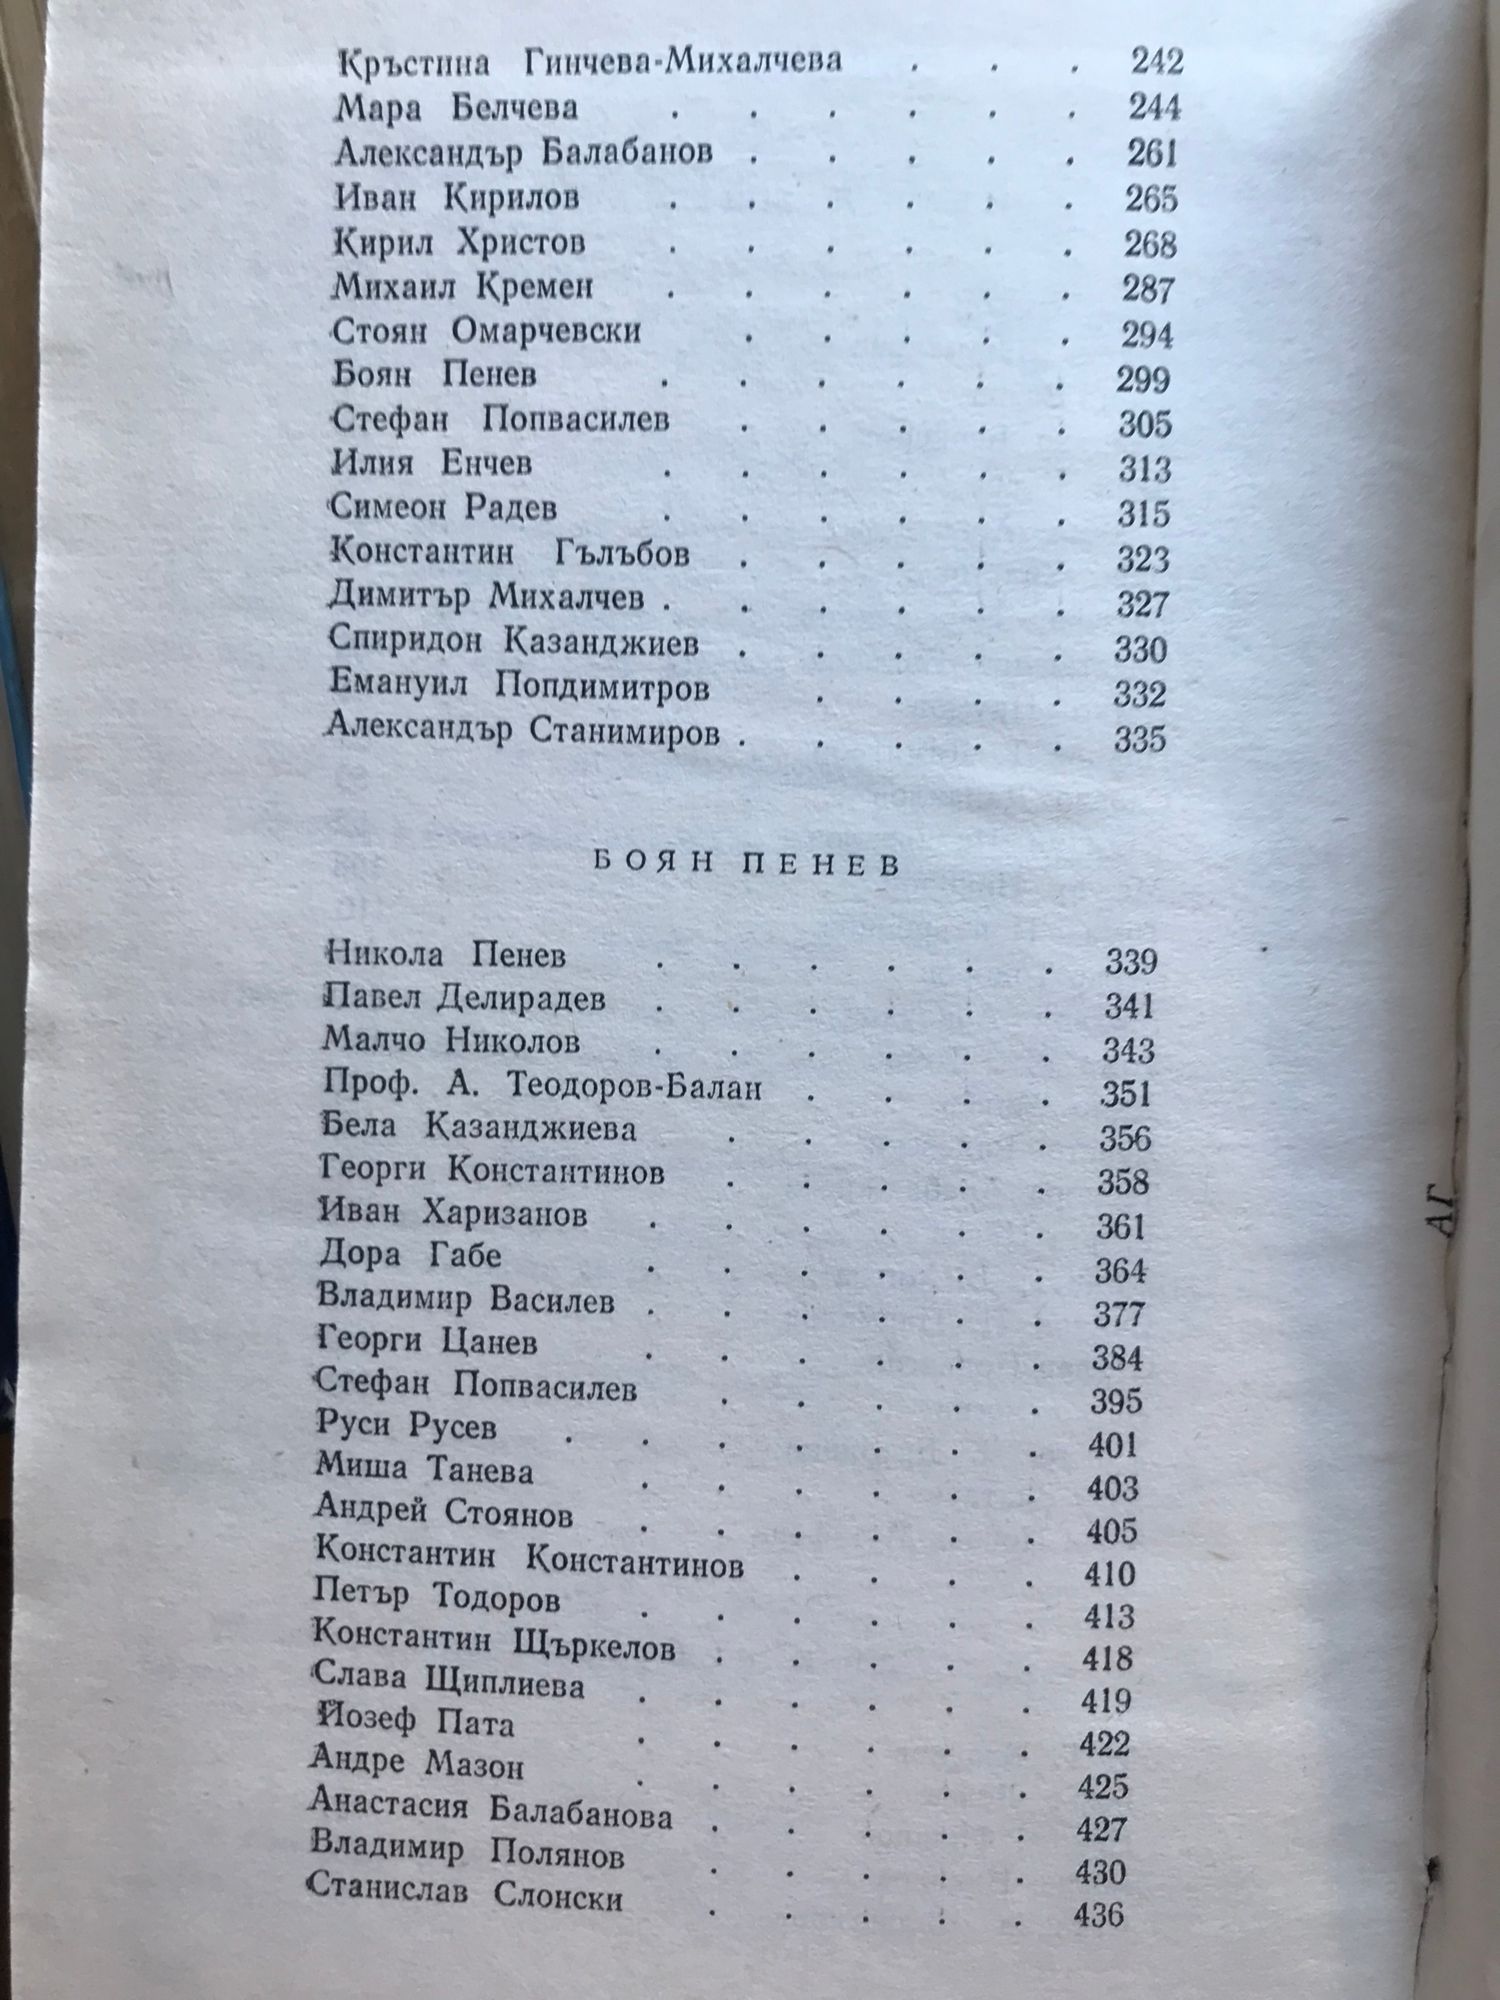 Кръстина Гинчева-Михалчева . . . 242
Мара Белчева . . . . . . 244
Александър Балабанов . . . . . 261
Иван Кирилов . . . . . . 265
Кирил Христов . . . . . . 268
Михаил Кремен . . . . . . 287
Стоян Омарчевски . . . . . 294
Боян Пенев . . . . . . 299
Стефан Попвасилев . . . . . 305
Илия Енчев . . . . . . 313
Симеон Радев . . . . . . 315
Константин Гълъбов . . . . . 323
Димитър Михалчев . . . . . . 327
Спиридон Казанджиев . . . . . 330
Емануил Попдимитров . . . . 332
Александър Станимиров . . . . . 335
БОЯН ПЕНЕВ
Никола Пенев . . . . . . 339
Павел Делирадев . . . . . . 341
Малчо Николов . . . . . . 343
Проф. А. Теодоров-Балан . . . . 351
Бела Казанджиева . . . . . 356
Георги Константинов . . . . . 358
Иван Харизанов . . . . . . 361
Дора Габе . . . . . . 364
Владимир Василев . . . . . . 377
Георги Цанев . . . . . . 384
Стефан Попвасилев . . . . . 395
Руси Русев . . . . . . . 401
Миша Танева . . . . . . 403
Андрей Стоянов . . . . . . 405
Константин Константинов . . . . 410
Петър Тодоров . . . . . . 413
Константин Щъркелов . . . . . 418
Слава Щиплиева . . . . . . 419
Йозеф Пата . . . . . . 422
Андре Мазон . . . . . . 425
Анастасия Балабанова . . . . . 427
Владимир Полянов . . . . . 430
Станислав Слонски . . . . . 436
АГ